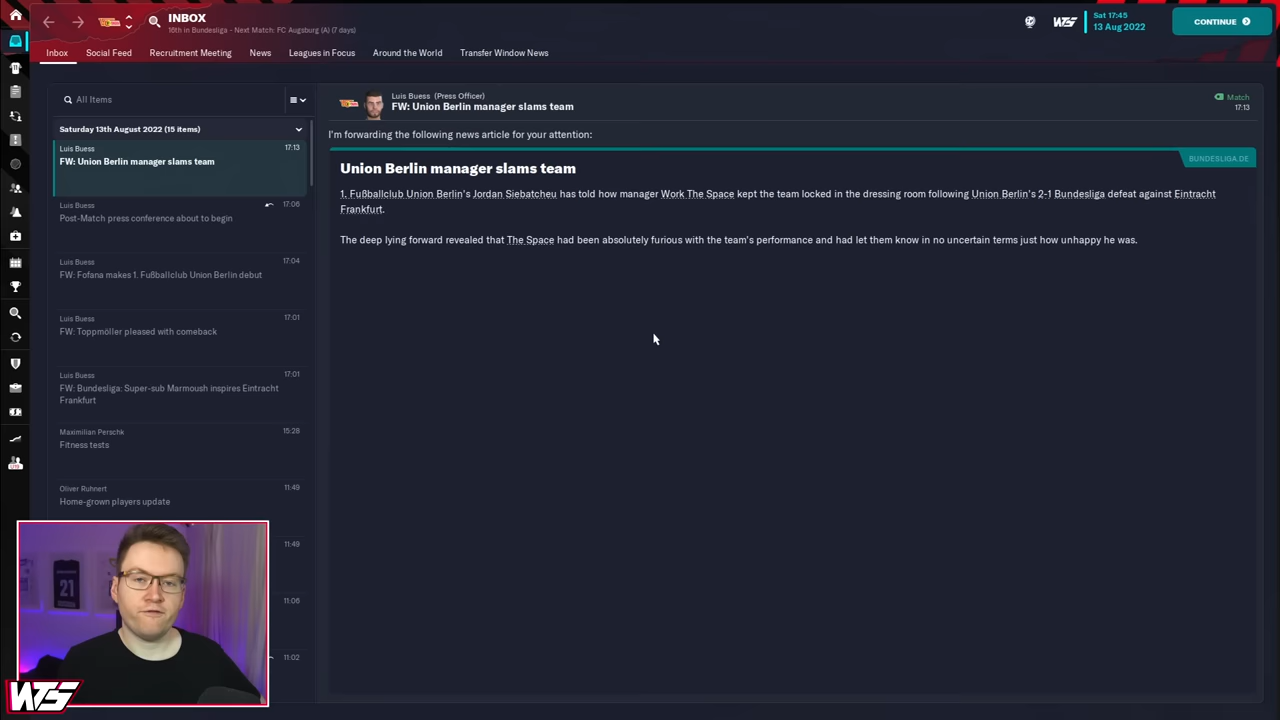 INBOX
16th in Bundesliga - Next Match: FC Augsburg (A) (7 days)
WTS
Sat 17:45
13 Aug 2022
CONTINUE
Inbox
Social Feed
Recruitment Meeting
News
Leagues in Focus
Around the World
Transfer Window News
All Items
Saturday 13th August 2022 (15 items)
Luis Buess
17:13
FW: Union Berlin manager slams team
Luis Buess
17:06
Post-Match press conference about to begin
Luis Buess
17:04
FW: Fofana makes 1. Fußballclub Union Berlin debut
Luis Buess
17:01
FW: Toppmöller pleased with comeback
Luis Buess
17:01
FW: Bundesliga: Super-sub Marmoush inspires Eintracht
Frankfurt
Maximilian Perschk
15:28
Fitness tests
Oliver Ruhnert
11:49
Home-grown players update
11:49
11:06
11:02
Luis Buess (Press Officer)
FW: Union Berlin manager slams team
Match
17:13
I'm forwarding the following news article for your attention:
BUNDESLIGA.DE
Union Berlin manager slams team
1. Fußballclub Union Berlin's Jordan Siebatcheu has told how manager Work The Space kept the team locked in the dressing room following Union Berlin's 2-1 Bundesliga defeat against Eintracht
Frankfurt.
The deep lying forward revealed that The Space had been absolutely furious with the team's performance and had let them know in no uncertain terms just how unhappy he was.
21
WTS